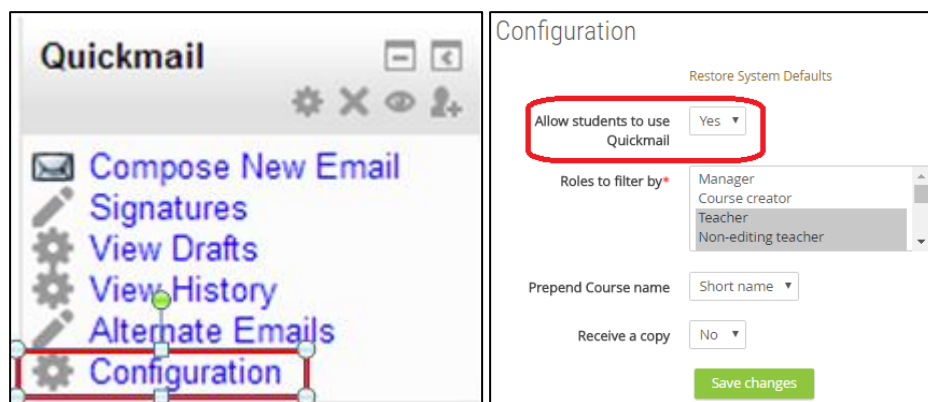 Quickmail
Compose New Email
Signatures
View Drafts
View History
Alternate Emails
Configuration
Configuration
Restore System Defaults
Allow students to use
Quickmail
Yes
Roles to filter by*
Manager
Course creator
Teacher
Non-editing teacher
Prepend Course name
Short name
Receive a copy
No
Save changes